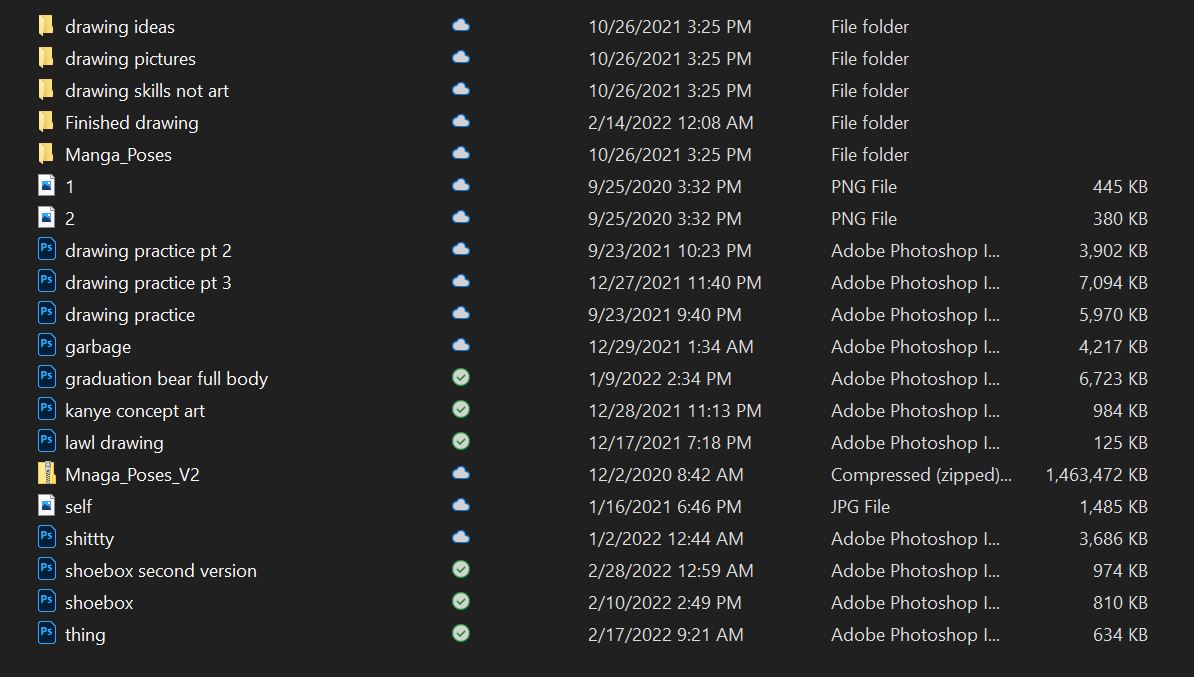 drawing ideas 10/26/2021 3:25 PM File folder
drawing pictures 10/26/2021 3:25 PM File folder
drawing skills not art 10/26/2021 3:25 PM File folder
Finished drawing 2/14/2022 12:08 AM File folder
Manga_Poses 10/26/2021 3:25 PM File folder
1 9/25/2020 3:32 PM PNG File 445 KB
2 9/25/2020 3:32 PM PNG File 380 KB
Ps drawing practice pt 2 9/23/2021 10:23 PM Adobe Photoshop I... 3,902 KB
Ps drawing practice pt 3 12/27/2021 11:40 PM Adobe Photoshop I... 7,094 KB
Ps drawing practice 9/23/2021 9:40 PM Adobe Photoshop I... 5,970 KB
Ps garbage 12/29/2021 1:34 AM Adobe Photoshop I... 4,217 KB
Ps graduation bear full body 1/9/2022 2:34 PM Adobe Photoshop I... 6,723 KB
Ps kanye concept art 12/28/2021 11:13 PM Adobe Photoshop I... 984 KB
Ps lawl drawing 12/17/2021 7:18 PM Adobe Photoshop I... 125 KB
Mnaga_Poses_V2 12/2/2020 8:42 AM Compressed (zipped)... 1,463,472 KB
self 1/16/2021 6:46 PM JPG File 1,485 KB
Ps shittty 1/2/2022 12:44 AM Adobe Photoshop I... 3,686 KB
Ps shoebox second version 2/28/2022 12:59 AM Adobe Photoshop I... 974 KB
Ps shoebox 2/10/2022 2:49 PM Adobe Photoshop I... 810 KB
Ps thing 2/17/2022 9:21 AM Adobe Photoshop I... 634 KB